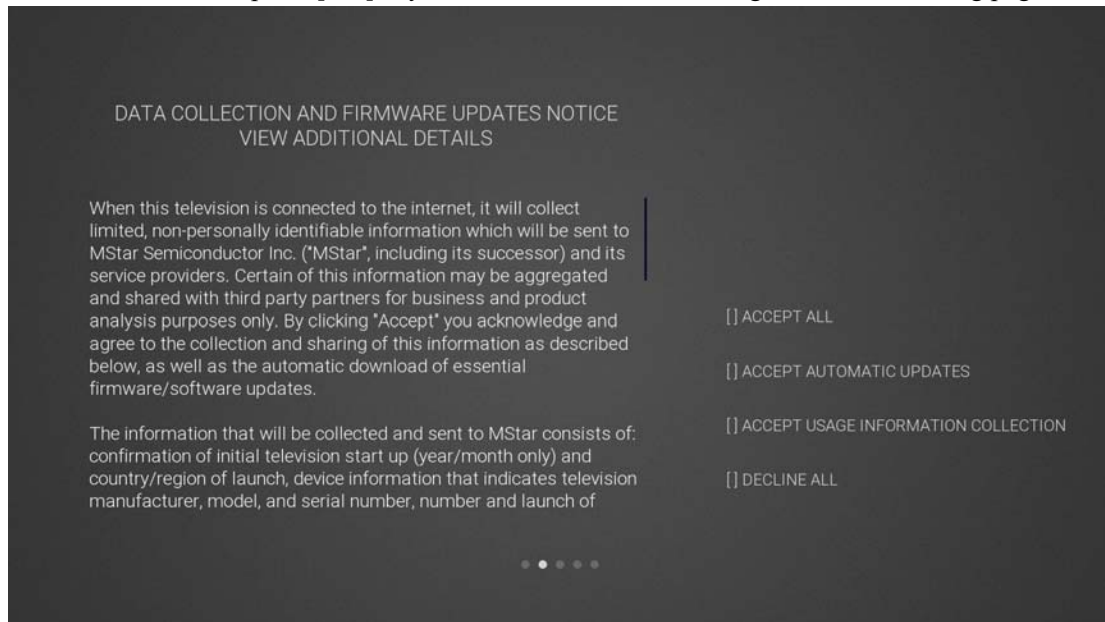 DATA COLLECTION AND FIRMWARE UPDATES NOTICE
VIEW ADDITIONAL DETAILS
When this television is connected to the internet, it will collect
limited, non-personally identifiable information which will be sent to
MStar Semiconductor Inc. ("MStar", including its successor) and its
service providers. Certain of this information may be aggregated
and shared with third party partners for business and product
analysis purposes only. By clicking "Accept" you acknowledge and
agree to the collection and sharing of this information as described
below, as well as the automatic download of essential
firmware/software updates.
The information that will be collected and sent to MStar consists of:
confirmation of initial television start up (year/month only) and
country/region of launch, device information that indicates television
manufacturer, model, and serial number, number and launch of
[ ] ACCEPT ALL
[ ] ACCEPT AUTOMATIC UPDATES
[ ] ACCEPT USAGE INFORMATION COLLECTION
[ ] DECLINE ALL